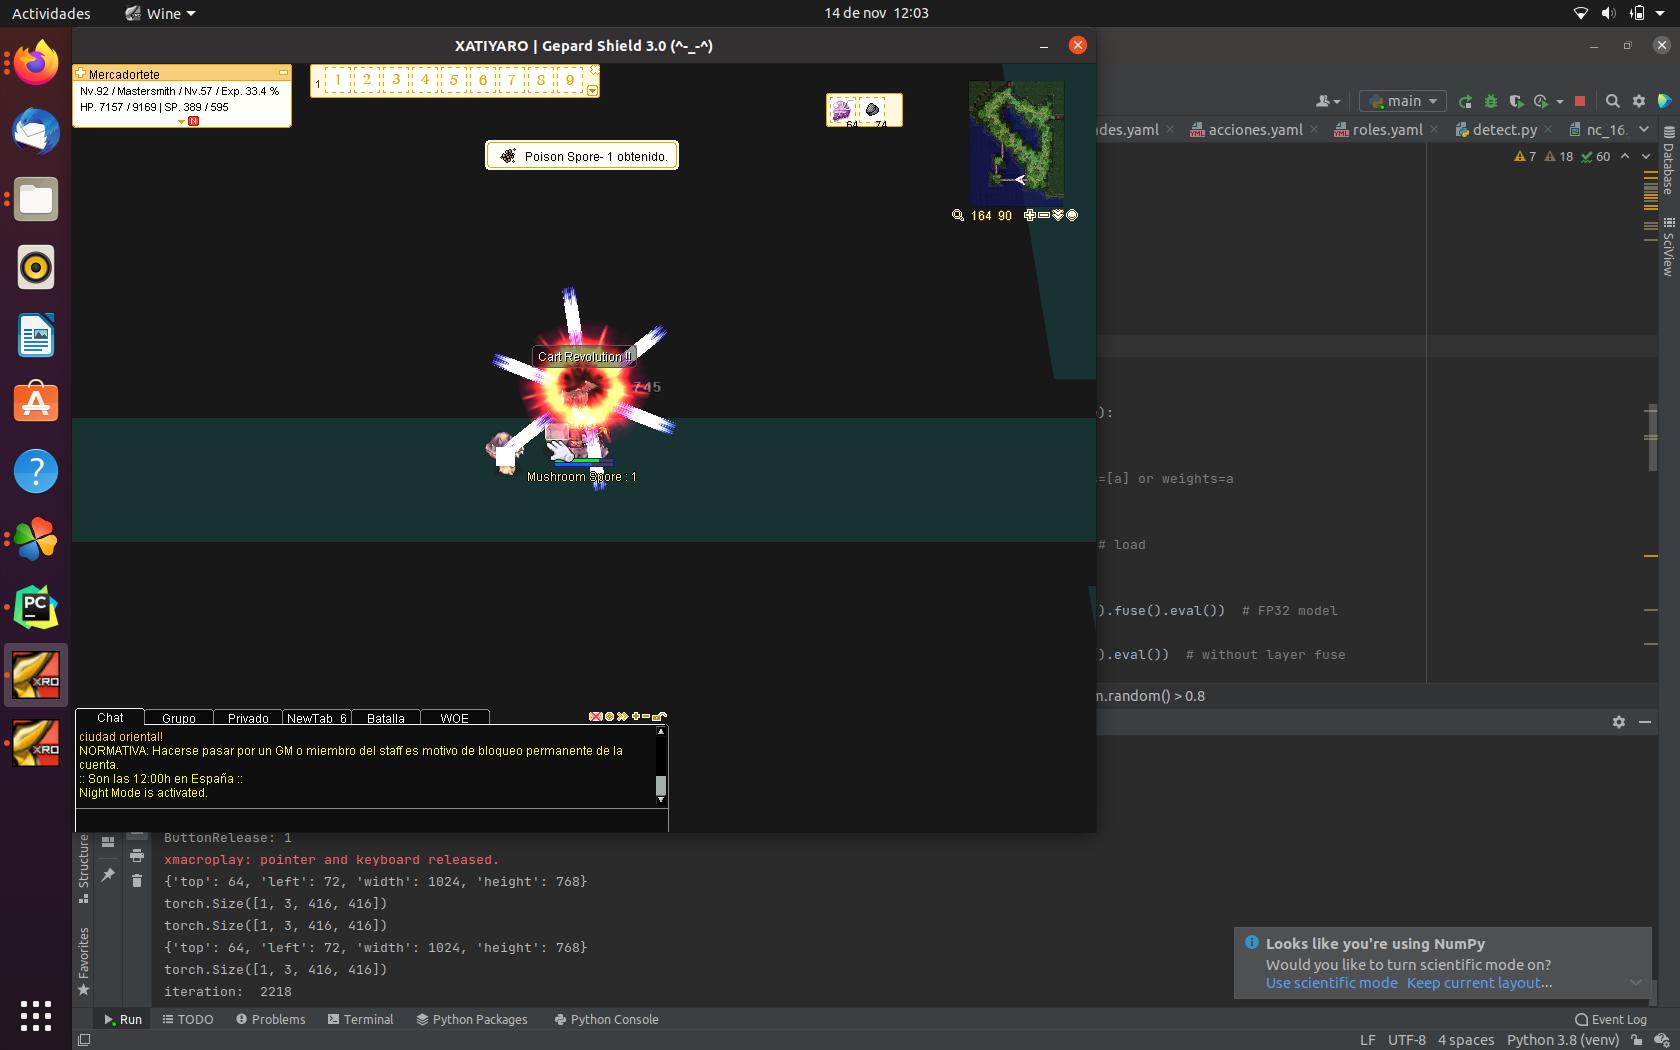 Actividades
Wine
14 de nov 12:03
XATIYARO | Gepard Shield 3.0 (^-_-^)
Mercadortete
Nv.92 / Mastersmith / Nv.57 / Exp. 33.4 %
HP. 7157 / 9169 | SP. 389 / 595
N
1
1 2 3 4 5 6 7 8 9
64 74
Poison Spore- 1 obtenido.
164 90
Cart Revolution !!
745
Mushroom Spore : 1
Chat Grupo Privado NewTab_6 Batalla WOE
ciudad oriental!
NORMATIVA: Hacerse pasar por un GM o miembro del staff es motivo de bloqueo permanente de la
cuenta.
:: Son las 12:00h en España ::
Night Mode is activated.
main
des.yaml acciones.yaml roles.yaml detect.py nc_16.
7 18 60
Database
SciView
):
=[a] or weights=a
# load
).fuse().eval()) # FP32 model
).eval()) # without layer fuse
m.random() > 0.8
PC
XRO
XRO
Structure
Favorites
ButtonRelease: 1
xmacroplay: pointer and keyboard released.
{'top': 64, 'left': 72, 'width': 1024, 'height': 768}
torch.Size([1, 3, 416, 416])
torch.Size([1, 3, 416, 416])
{'top': 64, 'left': 72, 'width': 1024, 'height': 768}
torch.Size([1, 3, 416, 416])
iteration: 2218
Looks like you're using NumPy
Would you like to turn scientific mode on?
Use scientific mode Keep current layout...
Run TODO Problems Terminal Python Packages Python Console
Event Log
LF UTF-8 4 spaces Python 3.8 (venv)